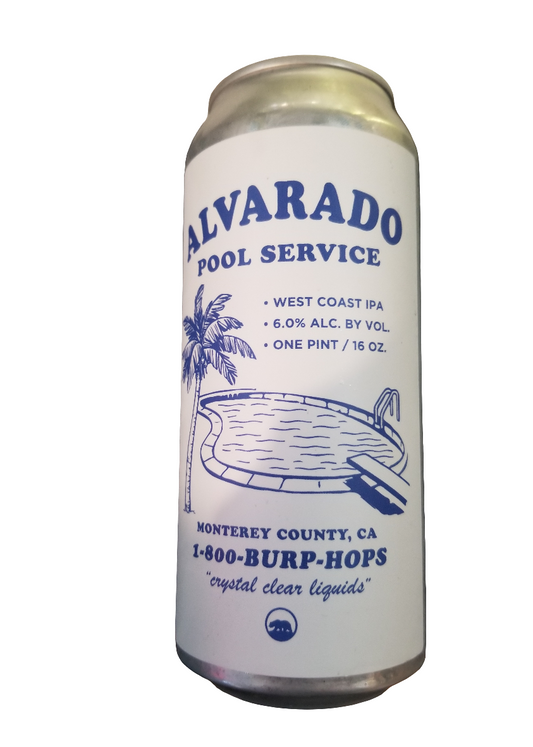 ALVARADO
POOL SERVICE
• WEST COAST IPA
• 6.0% ALC. BY VOL.
• ONE PINT / 16 OZ.
MONTEREY COUNTY, CA
1-800-BURP-HOPS
"crystal clear liquids"